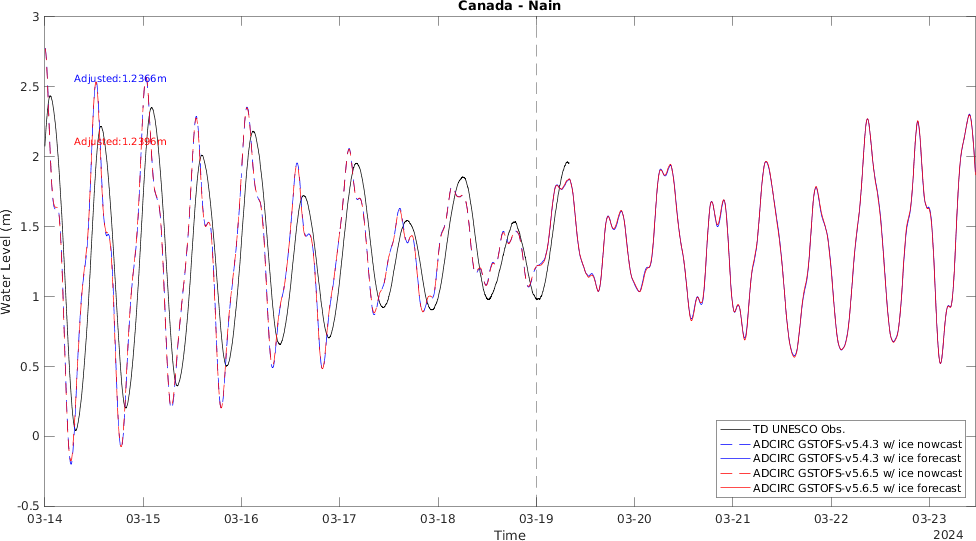 Canada - Nain
3
2.5
2
1.5
1
0.5
0
-0.5
Water Level (m)
Adjusted:1.2366m
Adjusted:1.2396m
TD UNESCO Obs.
ADCIRC GSTOFS-v5.4.3 w/ ice nowcast
ADCIRC GSTOFS-v5.4.3 w/ ice forecast
ADCIRC GSTOFS-v5.6.5 w/ ice nowcast
ADCIRC GSTOFS-v5.6.5 w/ ice forecast
03-14 03-15 03-16 03-17 03-18 03-19 03-20 03-21 03-22 03-23
Time
2024